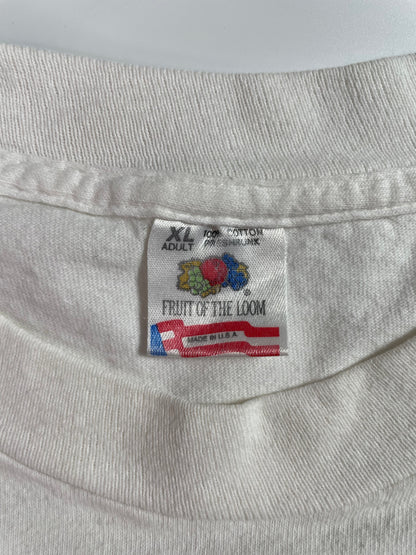 XL 100% COTTON
ADULT PRESHRUNK
®
FRUIT OF THE LOOM
MADE IN U.S.A.